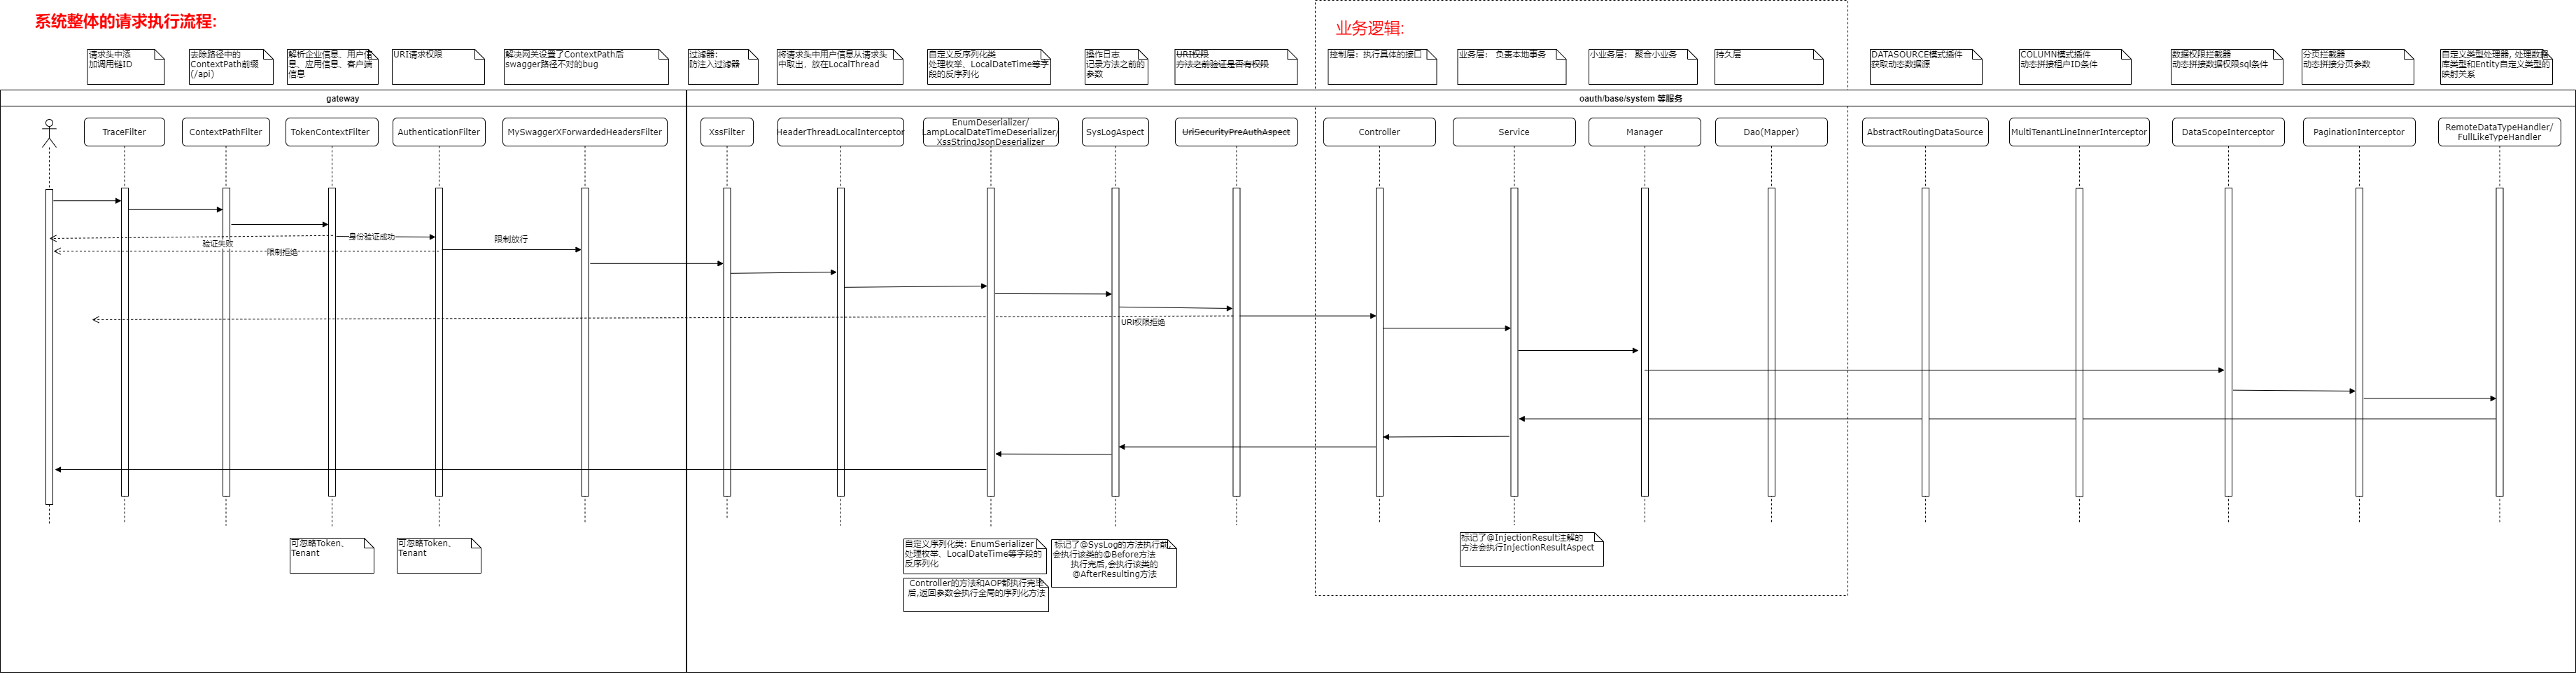 系统整体的请求执行流程:
业务逻辑:
请求头中添
加调用链ID
去除路径中的
ContextPath前缀
(/api)
解析企业信息、用户信
息、应用信息、客户端
信息
URI请求权限
解决网关设置了ContextPath后
swagger路径不对的bug
过滤器：
防注入过滤器
将请求头中用户信息从请求头
中取出、放在LocalThread
自定义反序列化类
处理枚举、LocalDateTime等字
段的反序列化
操作日志
记录方法之前的
参数
URI权限
方法之前验证是否有权限
控制层：执行具体的接口
业务层： 负责本地事务
小业务层： 聚合小业务
持久层
DATASOURCE模式插件
获取动态数据源
COLUMN模式插件
动态拼接租户ID条件
数据权限拦截器
动态拼接数据权限sql条件
分页拦截器
动态拼接分页参数
自定义类型处理器, 处理数据
库类型和Entity自定义类型的
映射关系
gateway
oauth/base/system 等服务
TraceFilter
ContextPathFilter
TokenContextFilter
AuthenticationFilter
MySwaggerXForwardedHeadersFilter
XssFilter
HeaderThreadLocalInterceptor
EnumDeserializer/
LampLocalDateTimeDeserializer/
XssStringJsonDeserializer
SysLogAspect
UriSecurityPreAuthAspect
Controller
Service
Manager
Dao(Mapper)
AbstractRoutingDataSource
MultiTenantLineInnerInterceptor
DataScopeInterceptor
PaginationInterceptor
RemoteDataTypeHandler/
FullLikeTypeHandler
身份验证成功
验证失败
限制放行
限制拒绝
URI权限拒绝
可忽略Token、
Tenant
可忽略Token、
Tenant
自定义序列化类：EnumSerializer
处理枚举、LocalDateTime等字段的
反序列化
Controller的方法和AOP都执行完毕
后,返回参数会执行全局的序列化方法
标记了@SysLog的方法执行前
会执行该类的@Before方法
执行完后,会执行该类的
@AfterResulting方法
标记了@InjectionResult注解的
方法会执行InjectionResultAspect